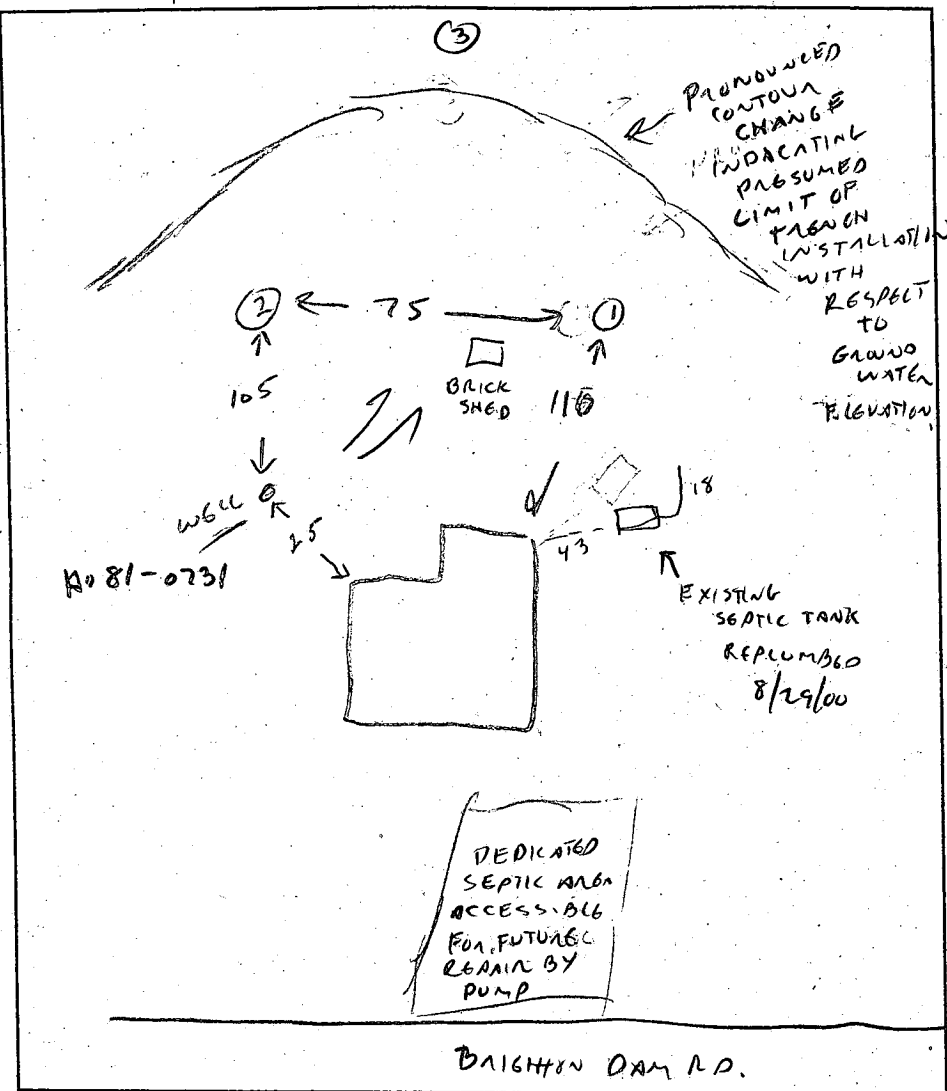 3
PRONOUNCED
CONTOUR
CHANGE
INDACATING
PRESUMED
LIMIT OF
TRENCH
INSTALLATIN
WITH
RESPECT
TO
GROUND
WATER
ELEVATION
2 75 1
BRICK
SHED
105
110
WELL
25
Ho 81-0731
43
18
EXISTING
SEPTIC TANK
REPLUMBED
8/29/00
DEDICATED
SEPTIC AREA
ACCESSIBLE
FOR FUTURE
REPAIR BY
PUMP
BRIGHTON DAM RD.